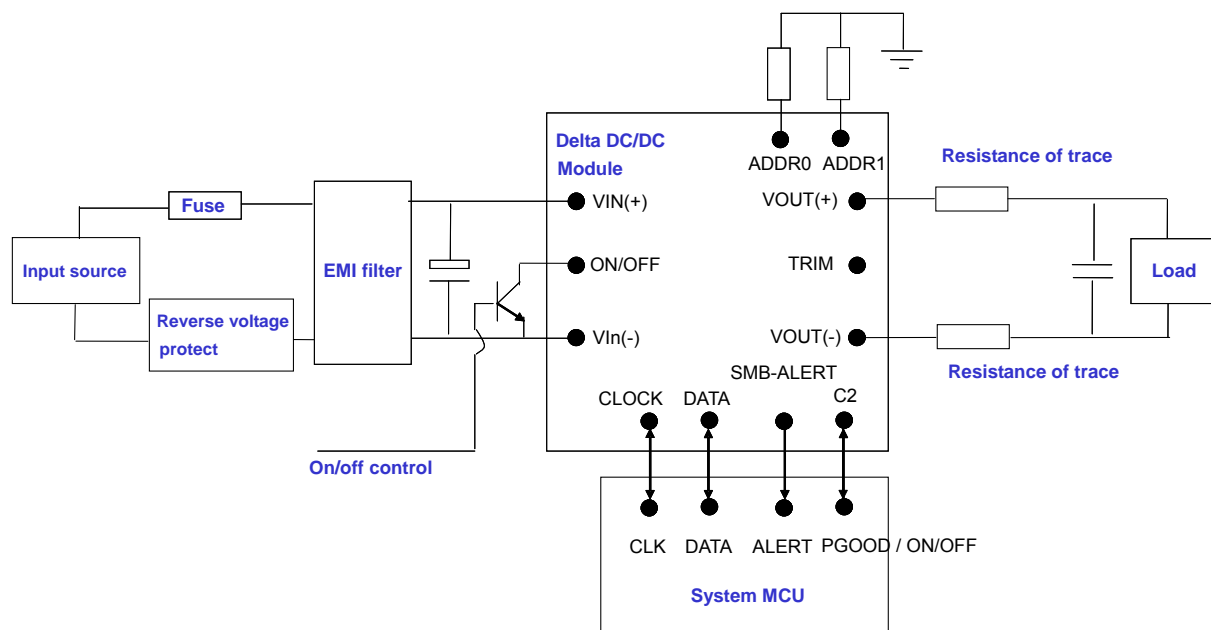 Delta DC/DC
Module
ADDR0
ADDR1
Resistance of trace
Fuse
VIN(+)
VOUT(+)
Input source
EMI filter
ON/OFF
TRIM
Load
Reverse voltage
protect
VIn(-)
VOUT(-)
SMB-ALERT
Resistance of trace
CLOCK
DATA
C2
On/off control
CLK
DATA
ALERT
PGOOD / ON/OFF
System MCU